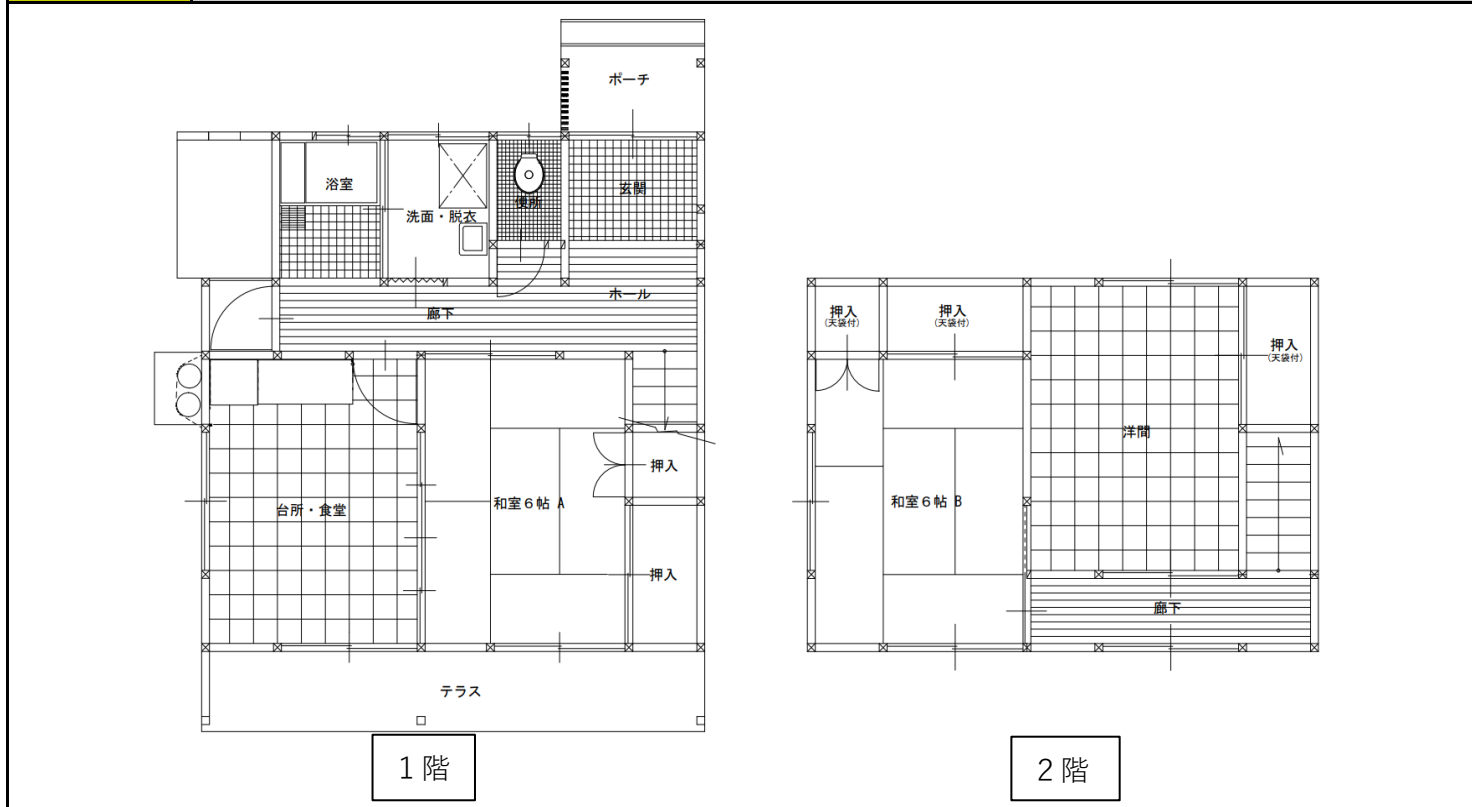 ポーチ
浴室
洗面・脱衣
便所
玄関
ホール
廊下
台所・食堂
和室６帖 A
押入
押入
テラス
1階
押入
(天袋付)
押入
(天袋付)
押入
(天袋付)
洋間
和室６帖 B
廊下
2階